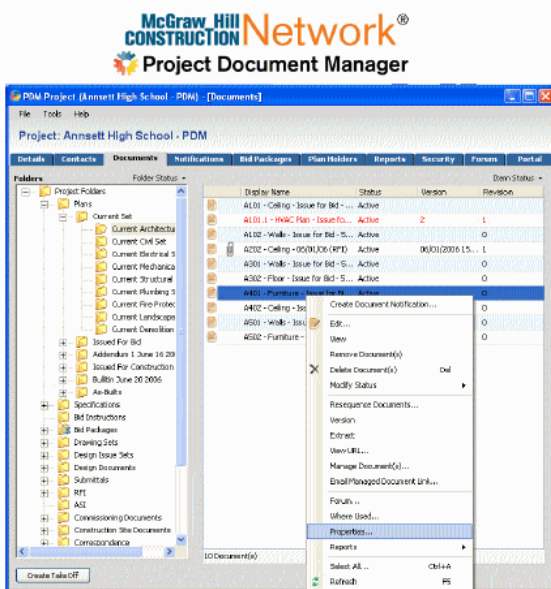 McGraw_Hill
CONSTRUCTION Network®
Project Document Manager
PDM Project (Annsett High School - PDM) - [Documents]
File Tools Help
Project: Annsett High School - PDM
Details Contacts Documents Notifications Bid Packages Plan Holders Reports Security Forum Portal
Folders Folder Status Item Status
Display Name Status Version Revision
Project Folders
Plans
Current Set
Current Architectu
Current Civil Set
Current Electrical S
Current Mechanica
Current Structural
Current Plumbing S
Current Fire Protec
Current Landscape
Current Demolition
Issued For Bid
Addendum 1 June 16 20
Issued For Construction
Bulltin June 20 2006
As-Builts
Specifications
Bid Instructions
Bid Packages
Drawing Sets
Design Issue Sets
Design Documents
Submittals
RFI
ASI
Commissioning Documents
Construction Site Documents
Correspondence
Create Take Off
A101 - Ceiling - Issue for Bid - ... Active
A101.1 - HVAC Plan - Issue fo... Active 2 1
A102 - Walls - Issue for Bid - S... Active 0
A202 - Ceiling - 06/01/06 (RFI) Active 06/01/2006 15... 1
A301 - Walls - Issue for Bid - S... Active 0
A302 - Floor - Issue for Bid - S... Active 0
A401 - Furniture - Issue for Bi... Active 0
A402 - Ceiling - Iss 0
A501 - Walls - Issu 0
A502 - Furniture - 0
Create Document Notification...
Edit...
View
Remove Document(s)
Delete Document(s) Del
Modify Status
Resequence Documents...
Version
Extract
View URL...
Manage Document(s)...
Email Managed Document Link...
Forum...
Where Used...
Properties...
Reports
Select All... Ctrl+A
Refresh F5
10 Document(s)